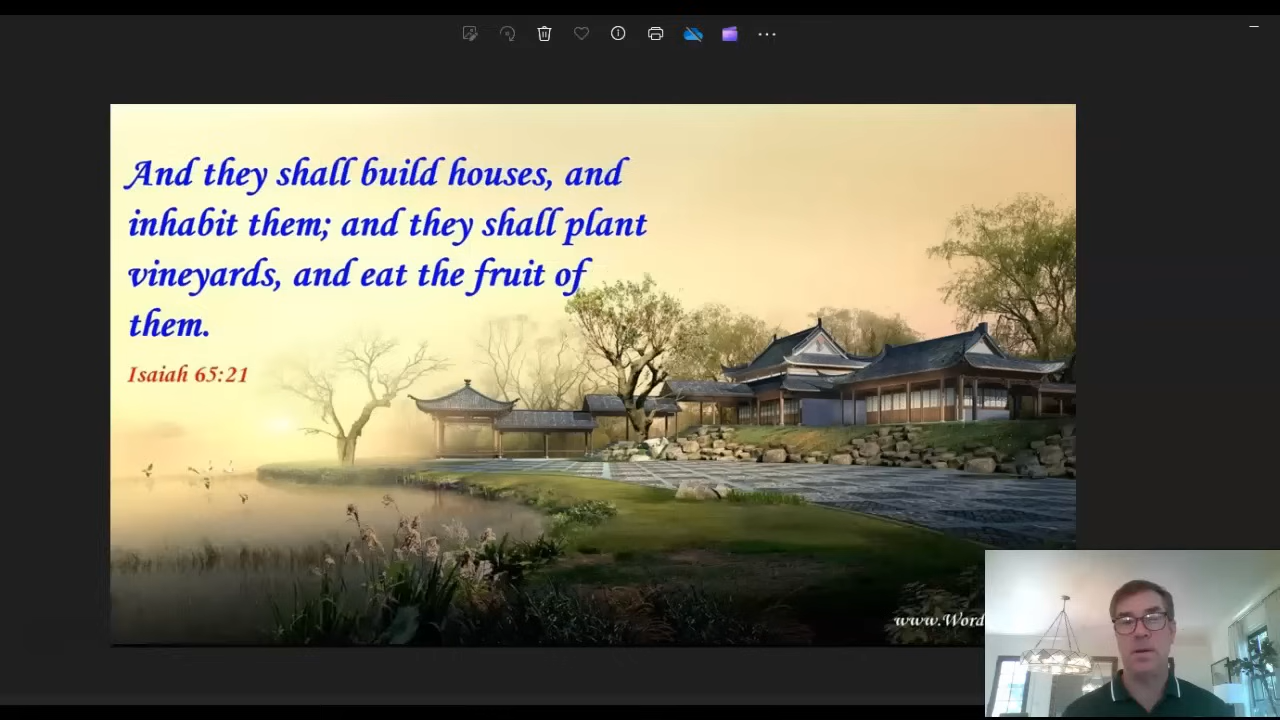 And they shall build houses, and
inhabit them; and they shall plant
vineyards, and eat the fruit of
them.
Isaiah 65:21
www.Word